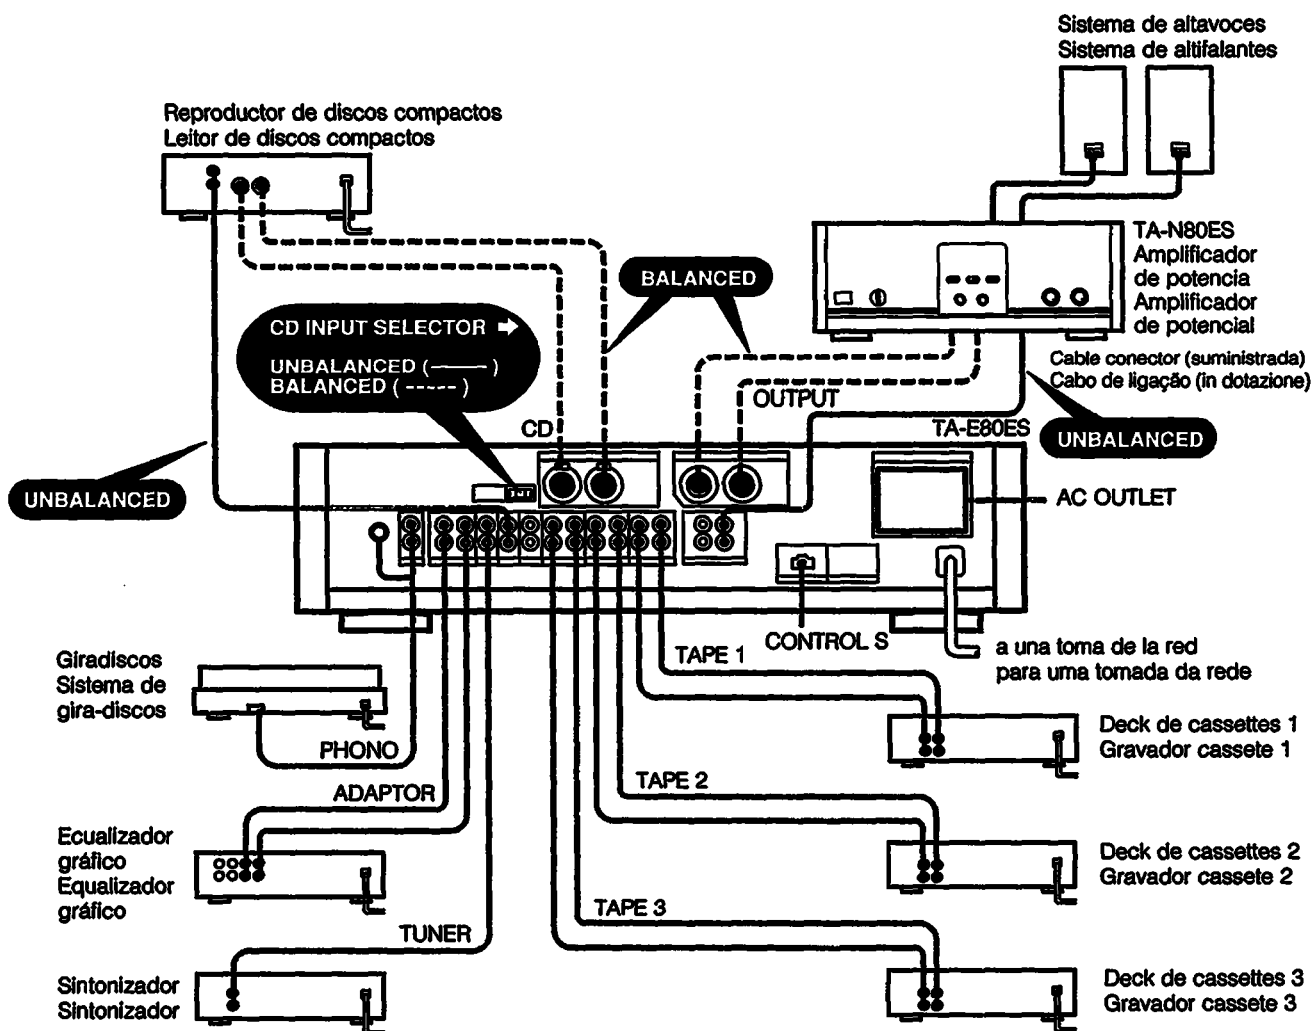 Sistema de altavoces
Sistema de altifalantes
Reproductor de discos compactos
Leitor de discos compactos
TA-N80ES
Amplificador
de potencia
Amplificador
de potencial
BALANCED
CD INPUT SELECTOR
UNBALANCED (——)
BALANCED (-----)
Cable conector (suministrada)
Cabo de ligação (in dotazione)
OUTPUT
CD
TA-E80ES
UNBALANCED
UNBALANCED
AC OUTLET
CONTROL S
a una toma de la red
para uma tomada da rede
TAPE 1
Giradiscos
Sistema de
gira-discos
PHONO
Deck de cassettes 1
Gravador cassete 1
ADAPTOR
TAPE 2
Ecualizador
gráfico
Equalizador
gráfico
Deck de cassettes 2
Gravador cassete 2
TAPE 3
TUNER
Sintonizador
Sintonizador
Deck de cassettes 3
Gravador cassete 3